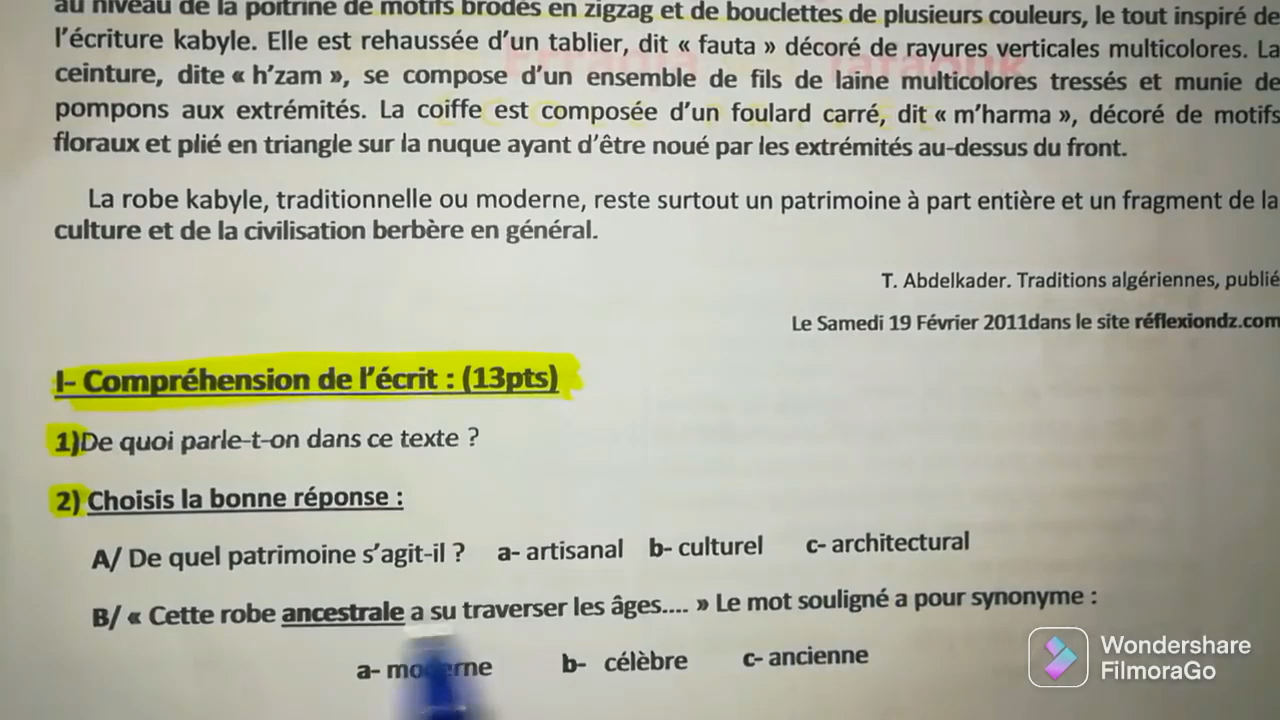 au niveau de la poitrine de motifs brodés en zigzag et de bouclettes de plusieurs couleurs, le tout inspiré de
l'écriture kabyle. Elle est rehaussée d'un tablier, dit « fauta » décoré de rayures verticales multicolores. La
ceinture, dite « h'zam », se compose d'un ensemble de fils de laine multicolores tressés et munie de
pompons aux extrémités. La coiffe est composée d'un foulard carré, dit « m'harma », décoré de motifs
floraux et plié en triangle sur la nuque ayant d'être noué par les extrémités au-dessus du front.
La robe kabyle, traditionnelle ou moderne, reste surtout un patrimoine à part entière et un fragment de la
culture et de la civilisation berbère en général.
T. Abdelkader. Traditions algériennes, publié
Le Samedi 19 Février 2011dans le site réflexiondz.com
I- Compréhension de l'écrit : (13pts)
1)De quoi parle-t-on dans ce texte ?
2) Choisis la bonne réponse :
A/ De quel patrimoine s'agit-il ? a- artisanal b- culturel c- architectural
B/ « Cette robe ancestrale a su traverser les âges.... » Le mot souligné a pour synonyme :
a- moderne b- célèbre c- ancienne
Wondershare
FilmoraGo